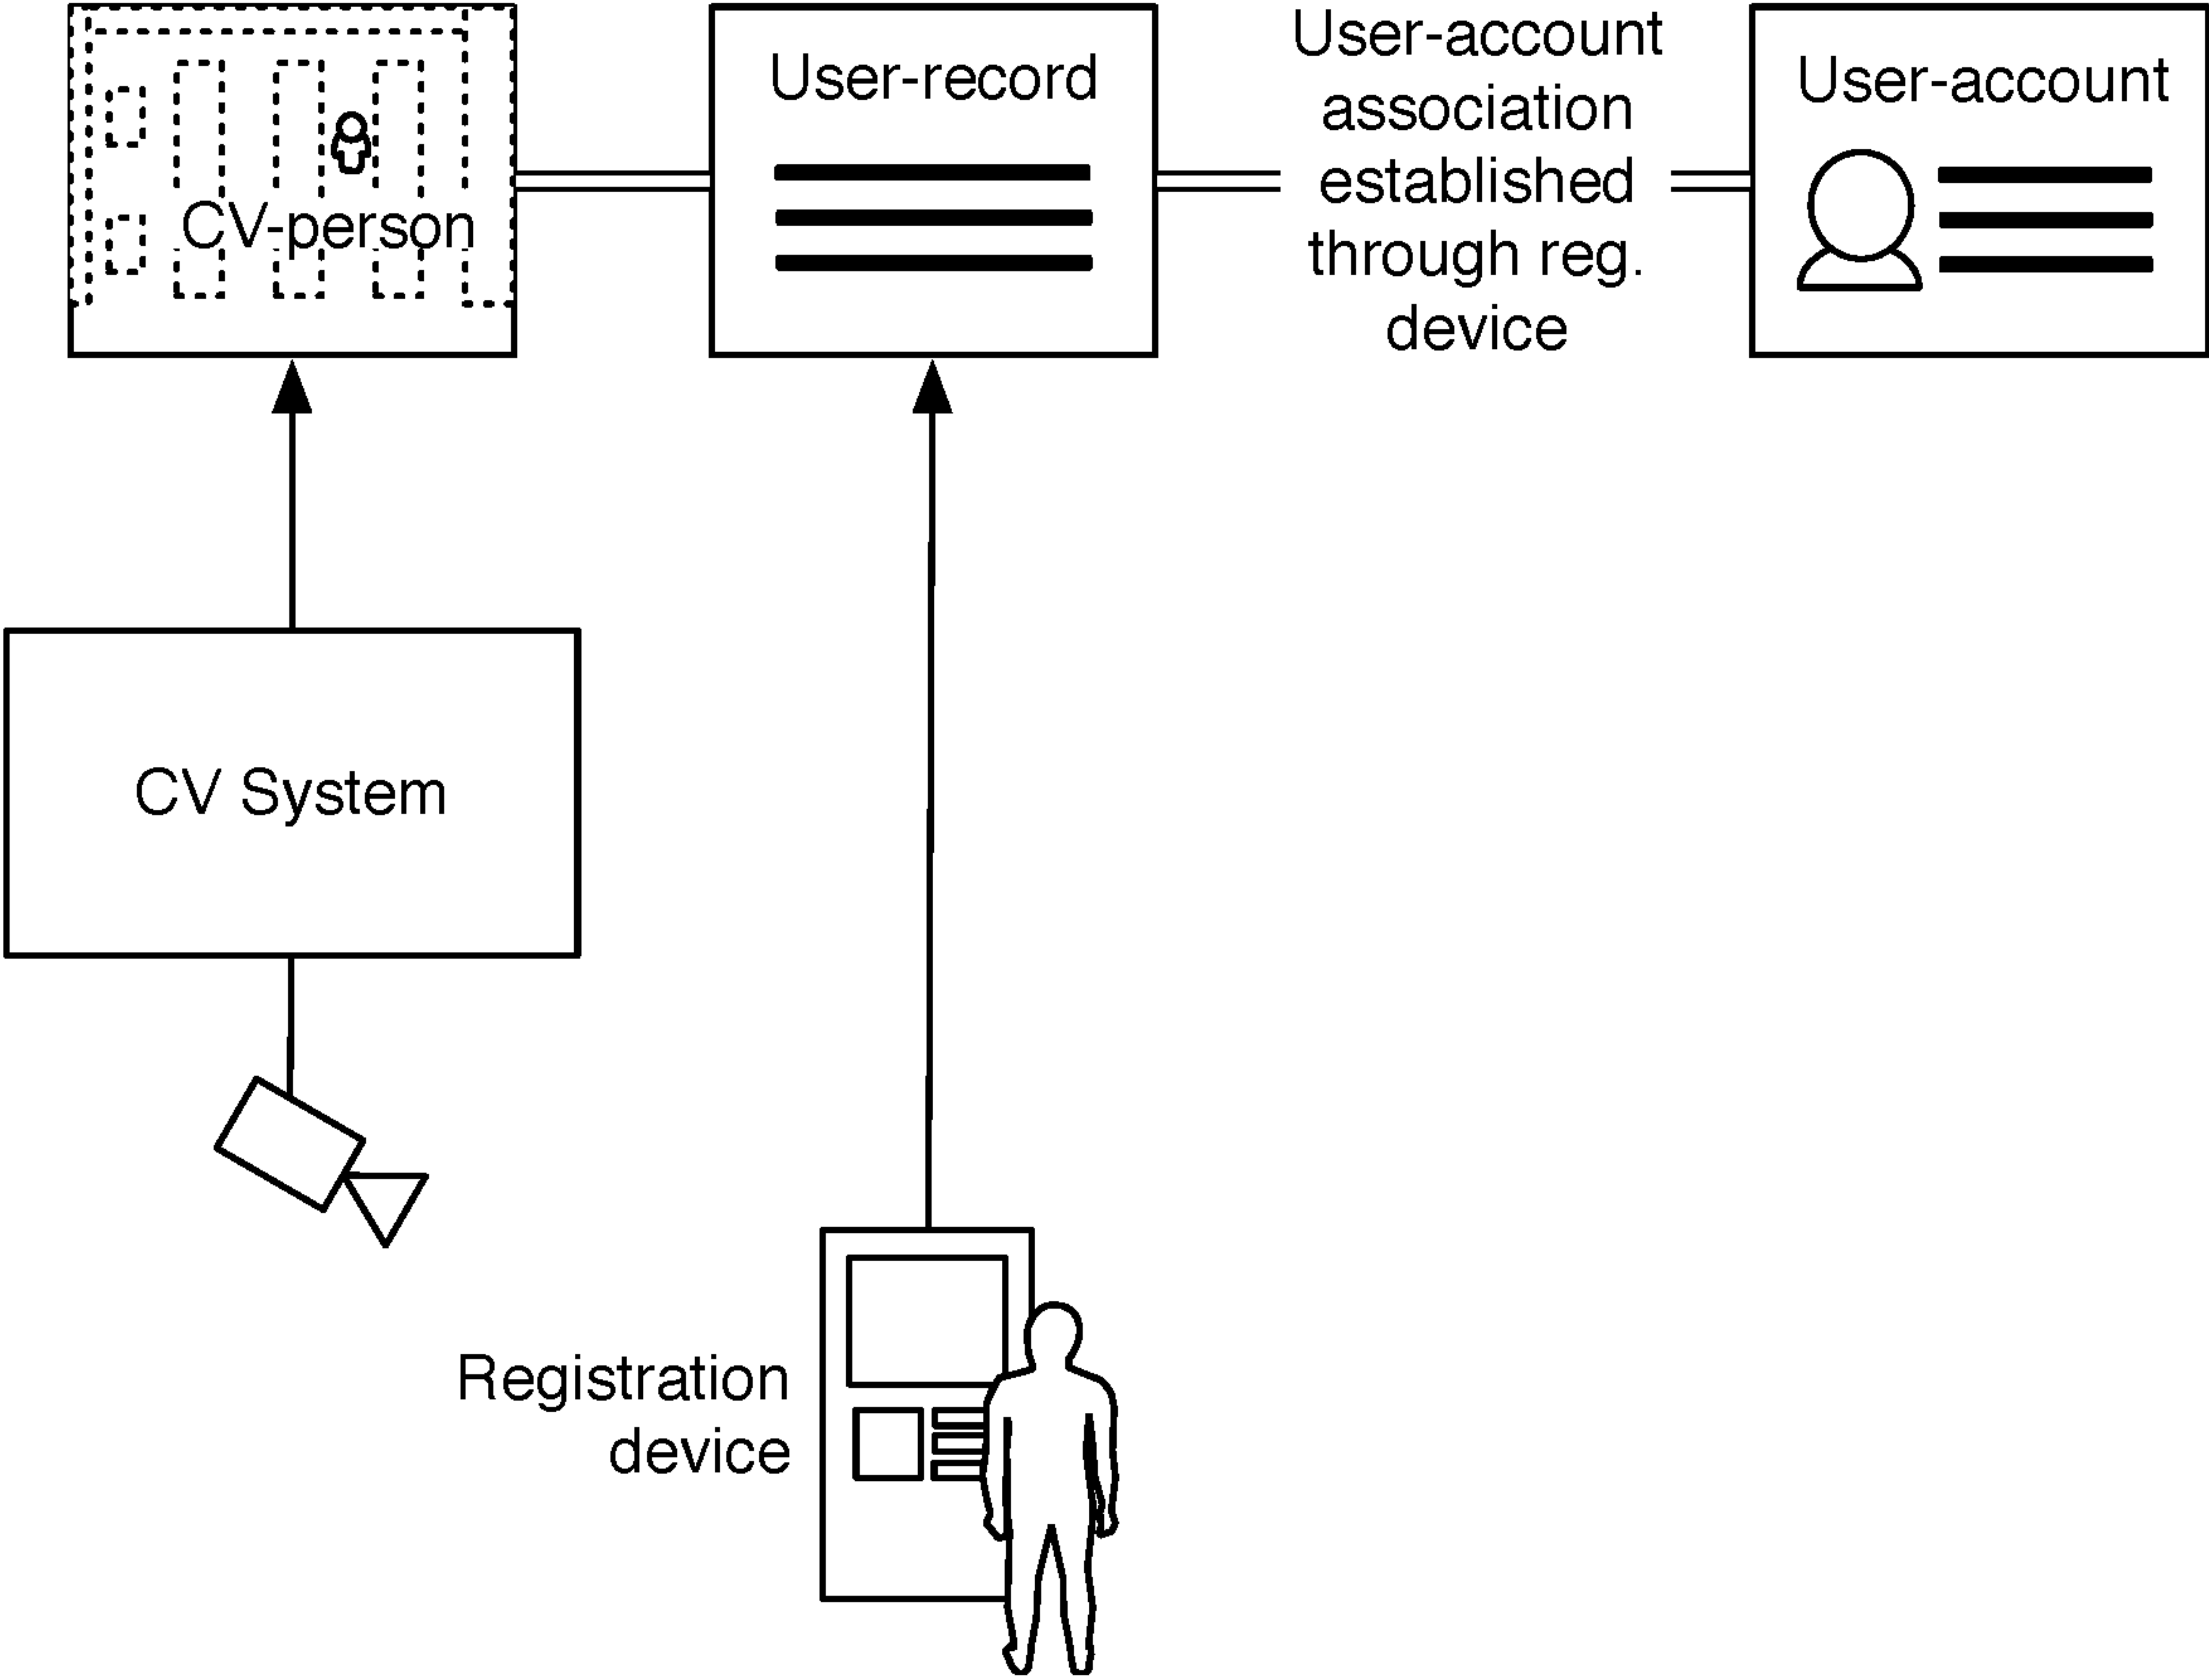 CV-person
User-record
User-account
association
established
through reg.
device
User-account
CV System
Registration
device